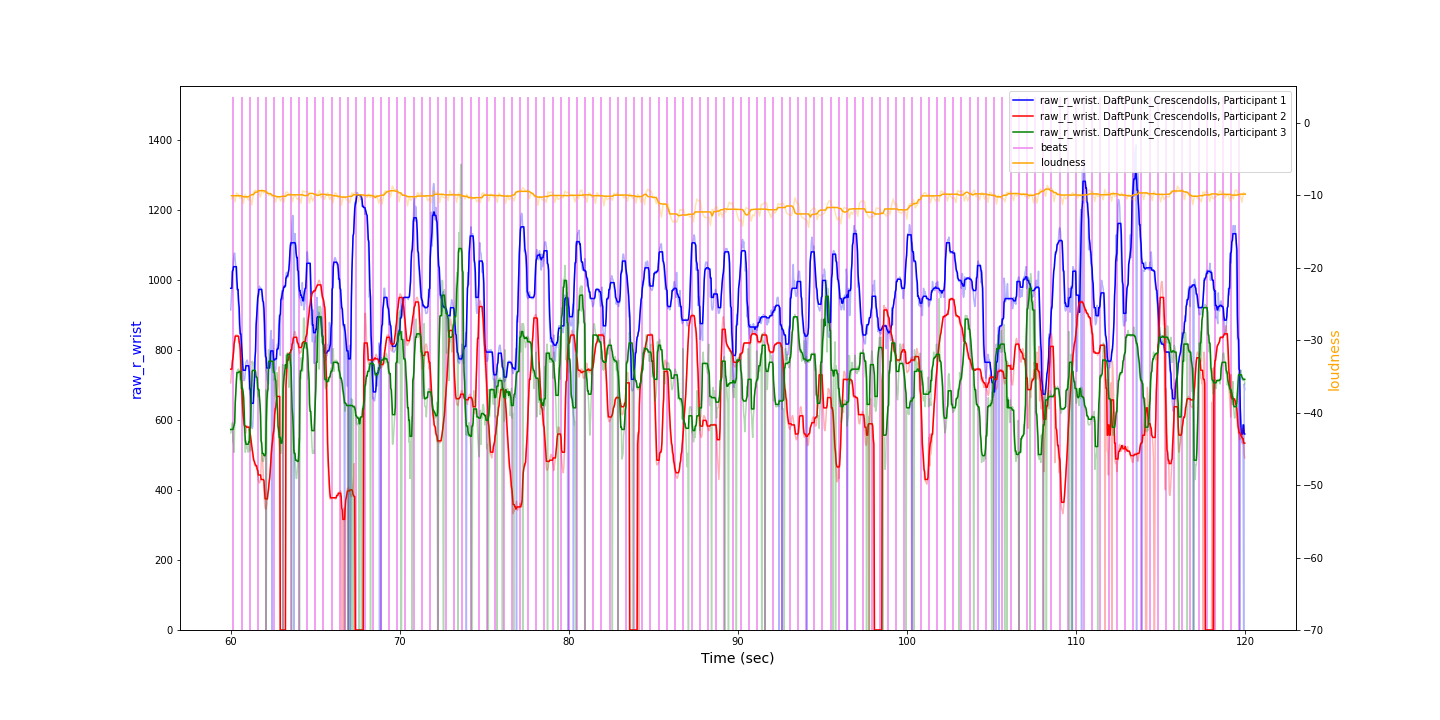 raw_r_wrist. DaftPunk_Crescendolls, Participant 1
raw_r_wrist. DaftPunk_Crescendolls, Participant 2
raw_r_wrist. DaftPunk_Crescendolls, Participant 3
beats
loudness
1400
1200
1000
800
600
400
200
0
raw_r_wrist
0
−10
−20
−30
−40
−50
−60
−70
loudness
60
70
80
90
100
110
120
Time (sec)